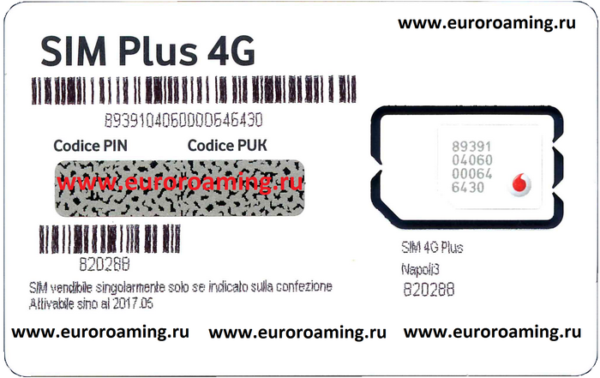 www.euroroaming.ru
SIM Plus 4G
8939104060000646430
Codice PIN Codice PUK
www.euroroaming.ru
89391
04060
00064
6430
820288
SIM 4G Plus
Napoli3
820288
SIM vendibile singolarmente solo se indicato sulla confezione
Attivabile sino al 2017.05
www.euroroaming.ru www.euroroaming.ru www.euroroaming.ru